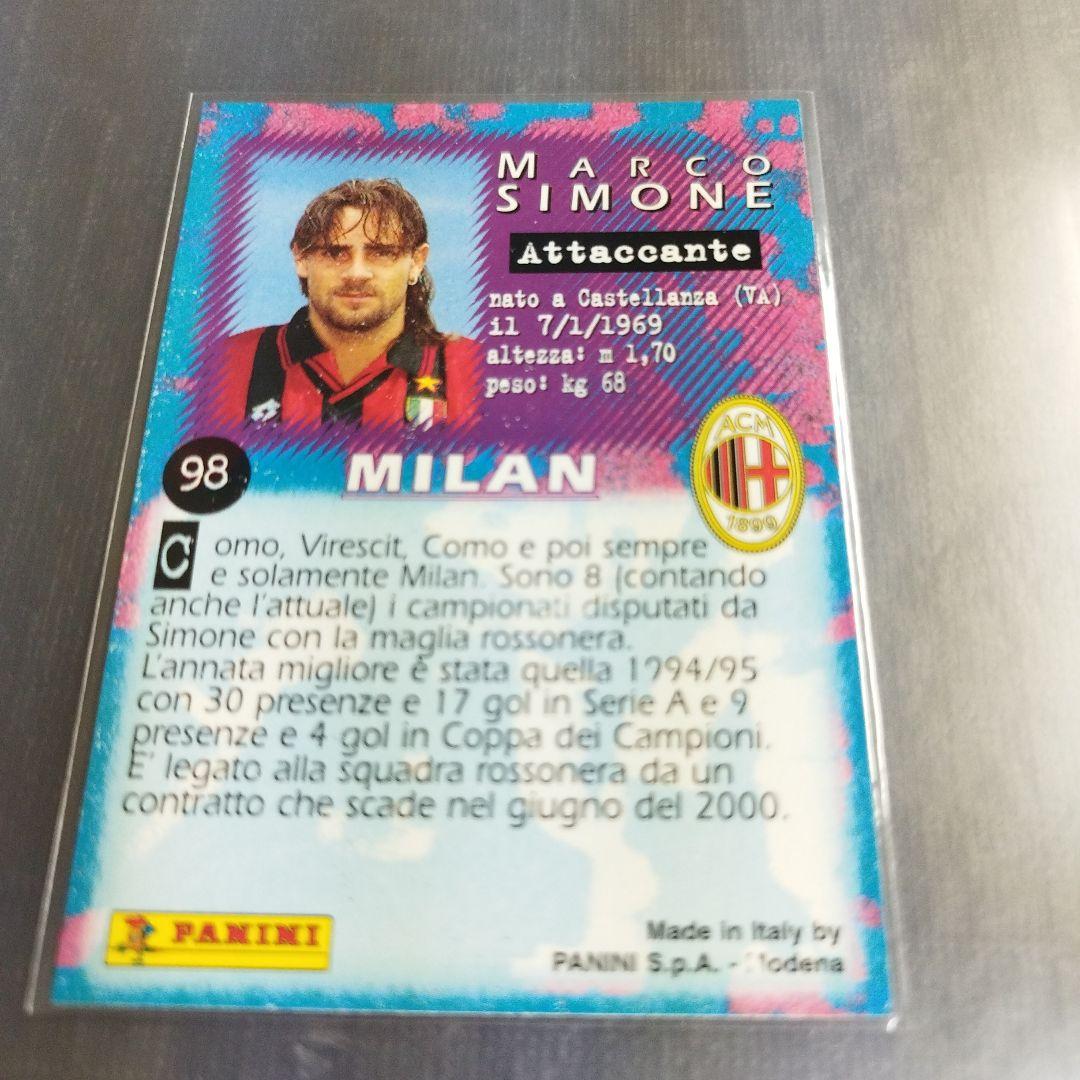 MARCO
SIMONE
Attaccante
nato a Castellanza (VA)
il 7/1/1969
altezza: m 1,70
peso: kg 68
ACM
1899
98
MILAN
Como, Virescit, Como e poi sempre
e solamente Milan. Sono 8 (contando
anche l'attuale) i campionati disputati da
Simone con la maglia rossonera.
L'annata migliore è stata quella 1994/95
con 30 presenze e 17 gol in Serie A e 9
presenze e 4 gol in Coppa dei Campioni.
E' legato alla squadra rossonera da un
contratto che scade nel giugno del 2000.
PANINI
Made in Italy by
PANINI S.p.A. - Modena